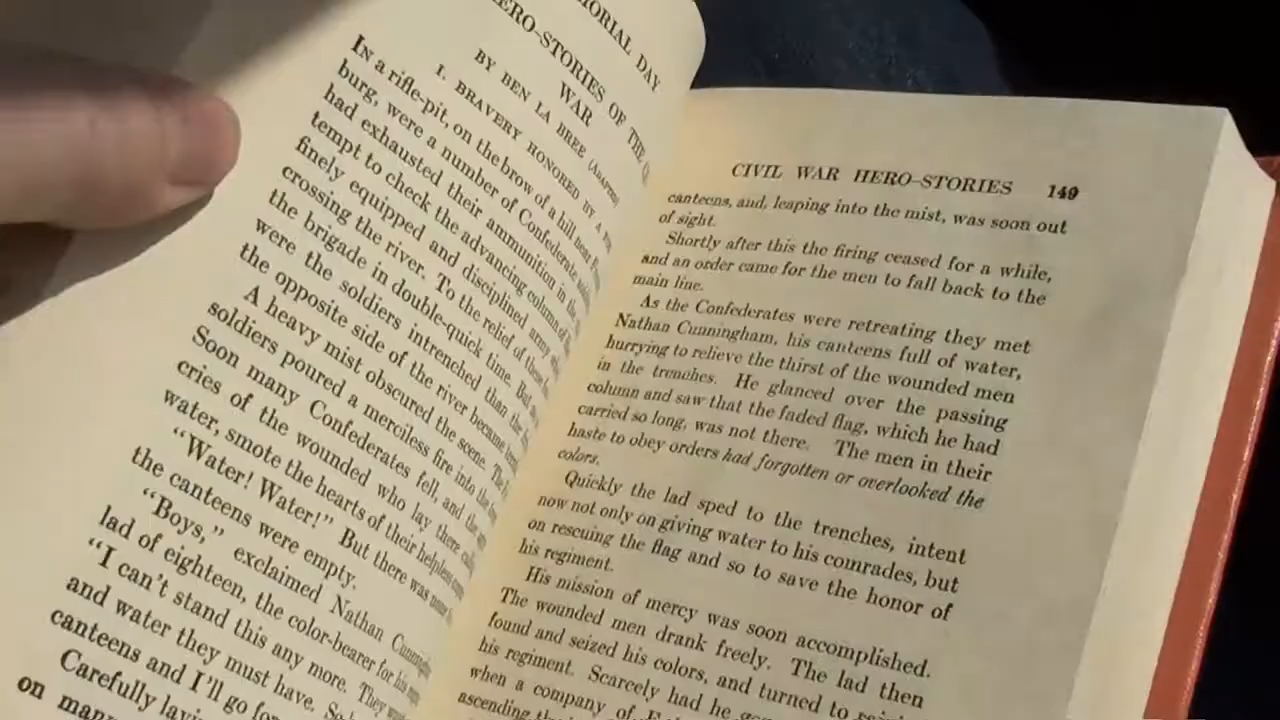 MORIAL DAY
ERO-STORIES OF THE
WAR
BY BEN LA BREE (ADAPTED)
I. BRAVERY HONORED BY A
IN a rifle-pit, on the brow of a hill near
burg, were a number of Confederate
had exhausted their ammunition in the
tempt to check the advancing column of
finely equipped and disciplined army
crossing the river. To the relief of these
the brigade in double-quick time. But
were the soldiers intrenched than the
the opposite side of the river became
A heavy mist obscured the scene. The
soldiers poured a merciless fire into the
Soon many Confederates fell, and the
cries of the wounded who lay there
water, smote the hearts of their helpless
"Water! Water!" But there was none
the canteens were empty.
"Boys," exclaimed Nathan
lad of eighteen, the color-bearer for his
"I can't stand this any more. They
and water they must have. So
canteens and I'll go for
Carefully
on
CIVIL WAR HERO-STORIES 149
canteens, and, leaping into the mist, was soon out
of sight.
Shortly after this the firing ceased for a while,
and an order came for the men to fall back to the
main line.
As the Confederates were retreating they met
Nathan Cunningham, his canteens full of water,
hurrying to relieve the thirst of the wounded men
in the trenches. He glanced over the passing
column and saw that the faded flag, which he had
carried so long, was not there. The men in their
haste to obey orders had forgotten or overlooked the
colors.
Quickly the lad sped to the trenches, intent
now not only on giving water to his comrades, but
on rescuing the flag and so to save the honor of
his regiment.
His mission of mercy was soon accomplished.
The wounded men drank freely. The lad then
found and seized his colors, and turned to rejoin
his regiment. Scarcely had he
when a company of
ascending the